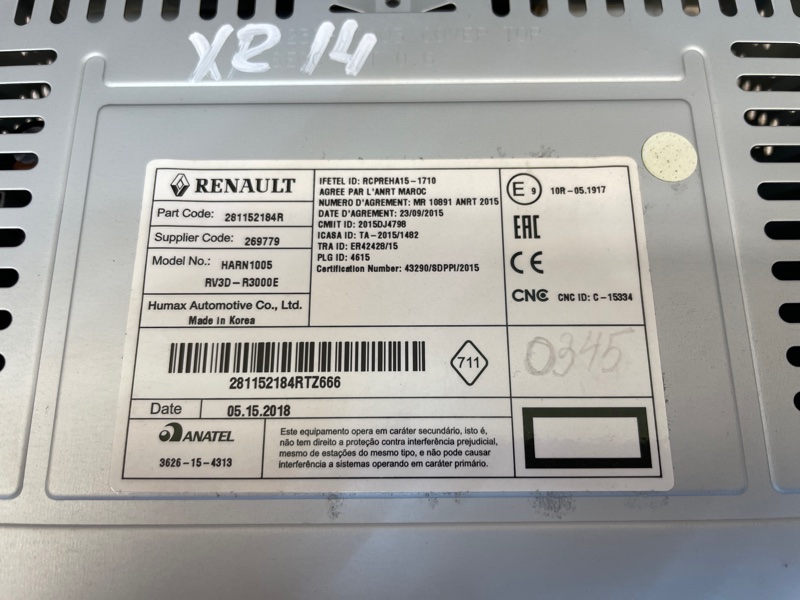 XR14
RENAULT
Part Code: 281152184R
Supplier Code: 269779
Model No.: HARN1005
RV3D-R3000E
Humax Automotive Co., Ltd.
Made in Korea
IFETEL ID: RCPREHA15-1710
AGREE PAR L'ANRT MAROC
NUMERO D'AGREMENT: MR 10891 ANRT 2015
DATE D'AGREMENT: 23/09/2015
CMIIT ID: 2015DJ4798
ICASA ID: TA-2015/1482
TRA ID: ER42428/15
PLG ID: 4615
Certification Number: 43290/SDPPI/2015
E 9 10R-05.1917
EAC
CE
CNC CNC ID: C-15334
281152184RTZ666
711
0345
Date 05.15.2018
ANATEL
3626-15-4313
Este equipamento opera em caráter secundário, isto é,
não tem direito a proteção contra interferência prejudicial,
mesmo de estações do mesmo tipo, e não pode causar
interferência a sistemas operando em caráter primário.